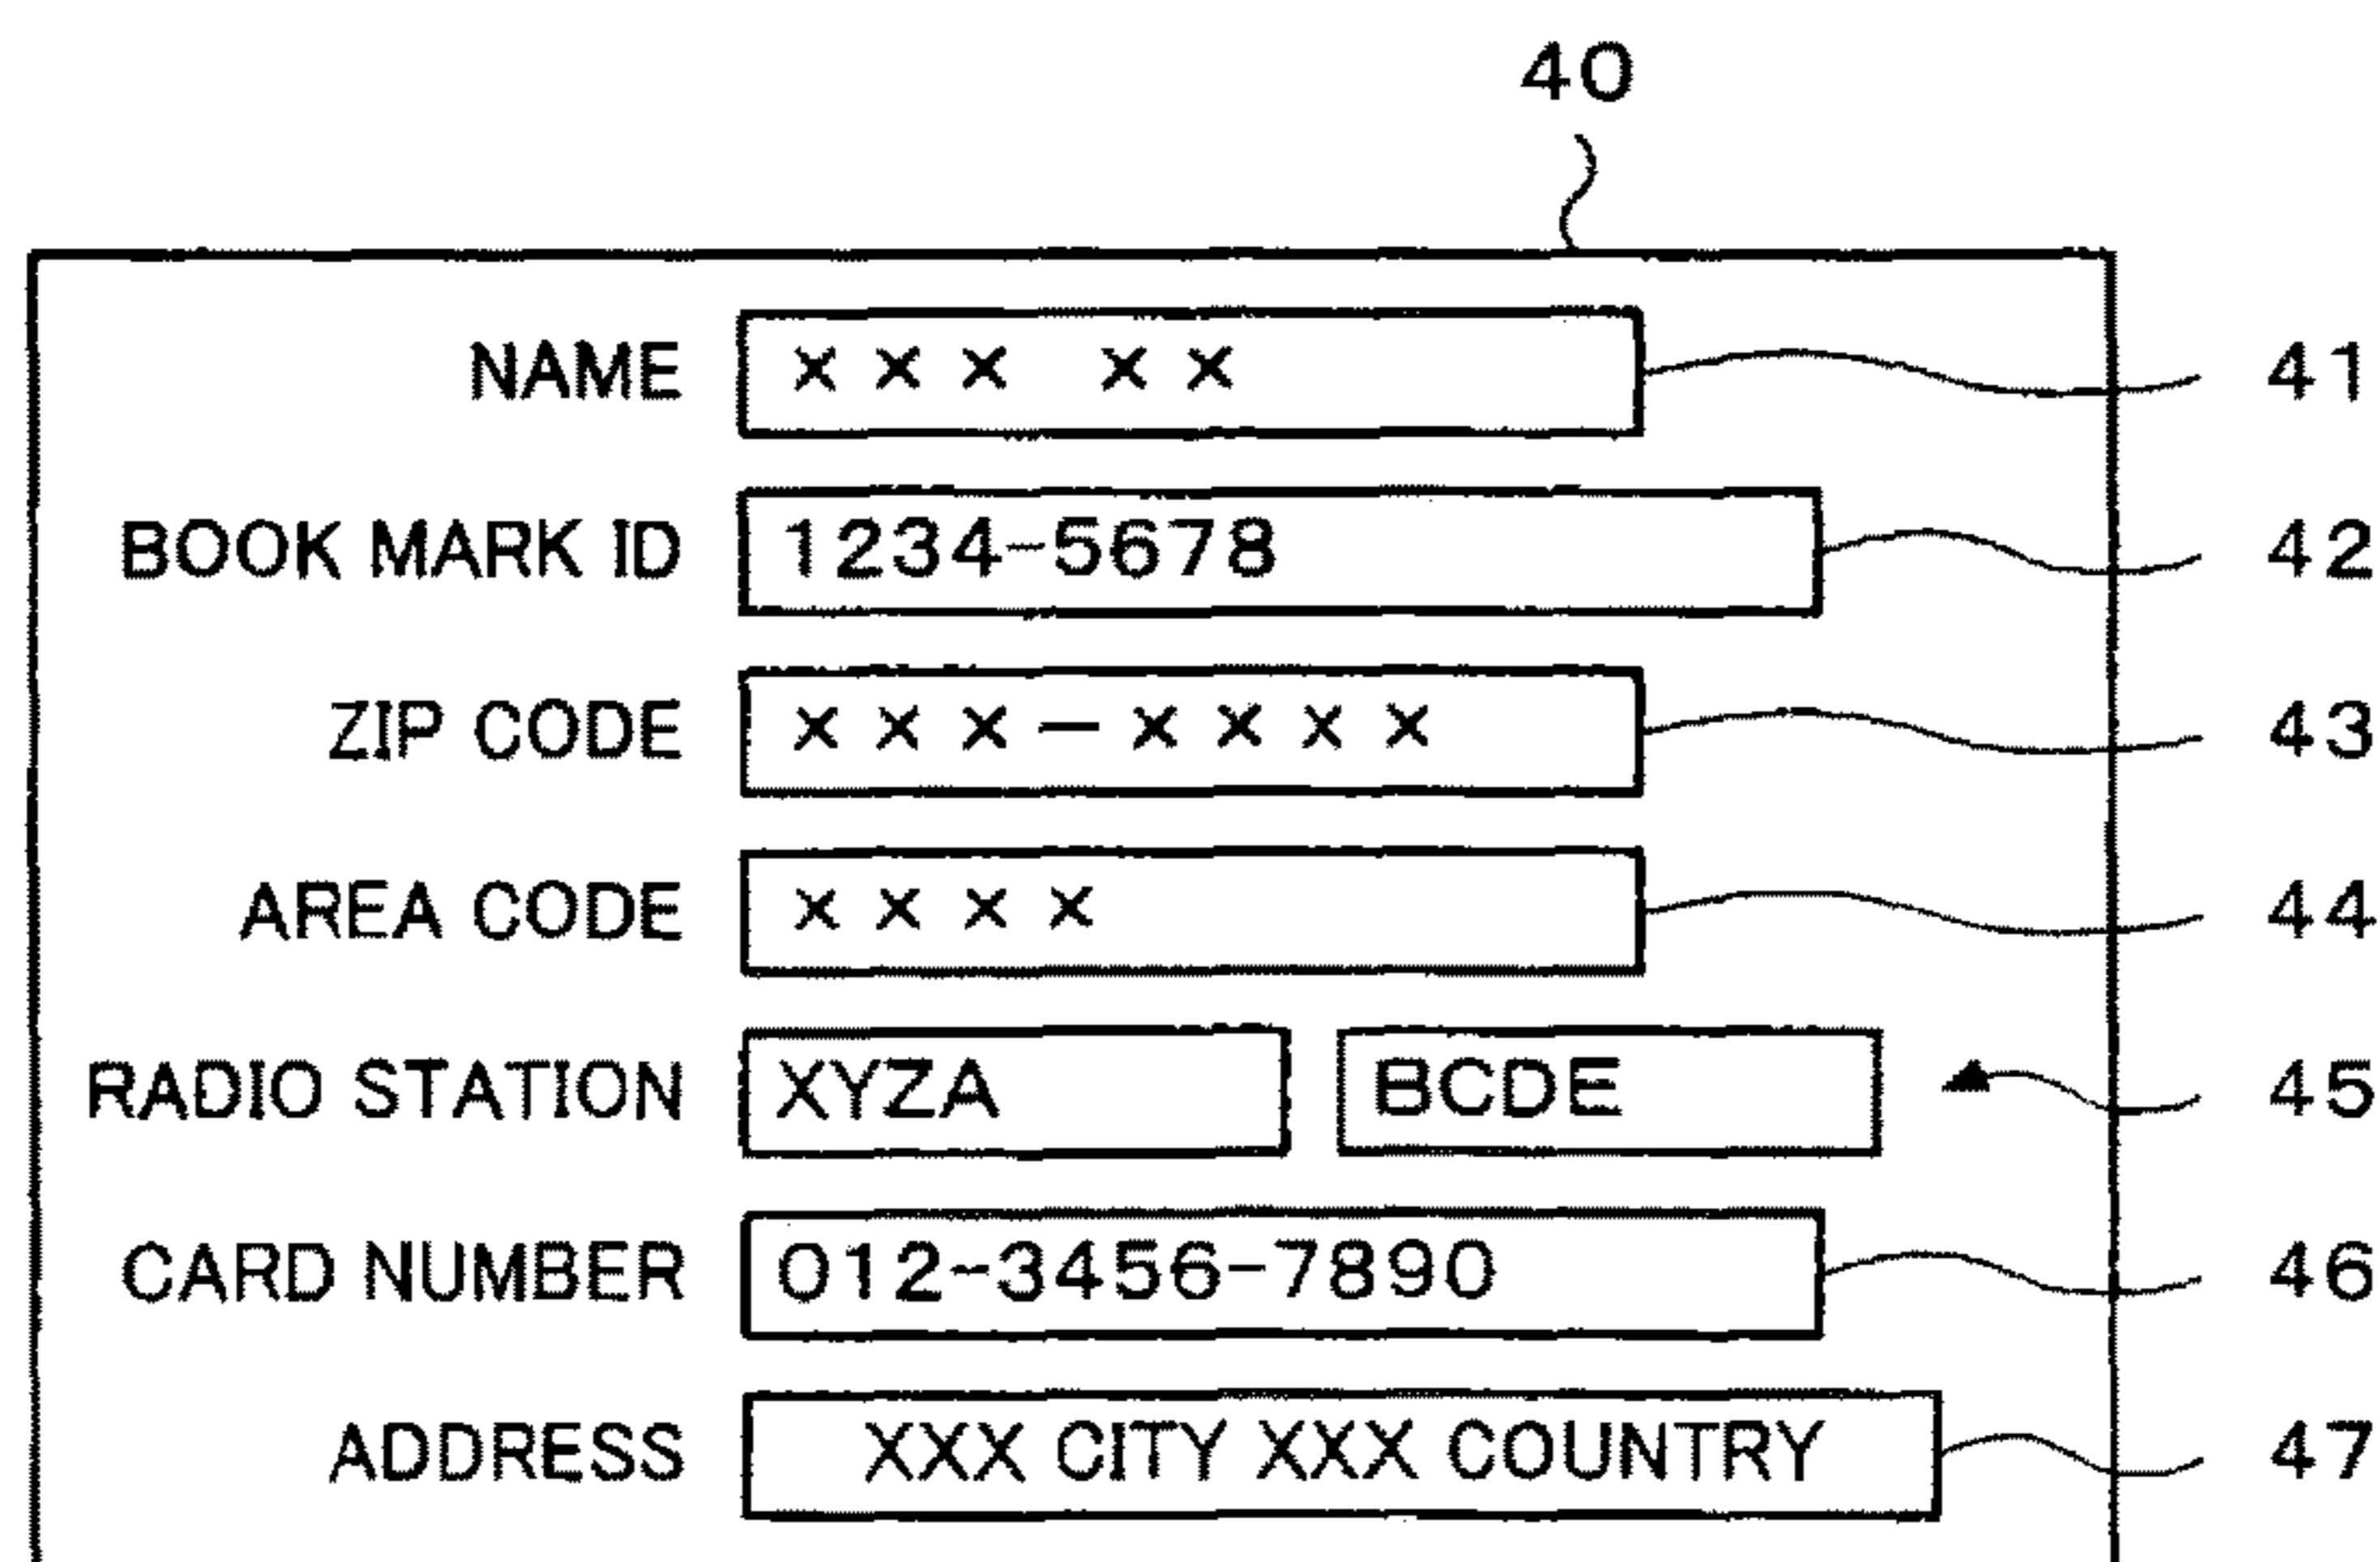 40
NAME ××× ×× 41
BOOK MARK ID 1234-5678 42
ZIP CODE ×××-×××× 43
AREA CODE ×××× 44
RADIO STATION XYZA BCDE 45
CARD NUMBER 012-3456-7890 46
ADDRESS XXX CITY XXX COUNTRY 47